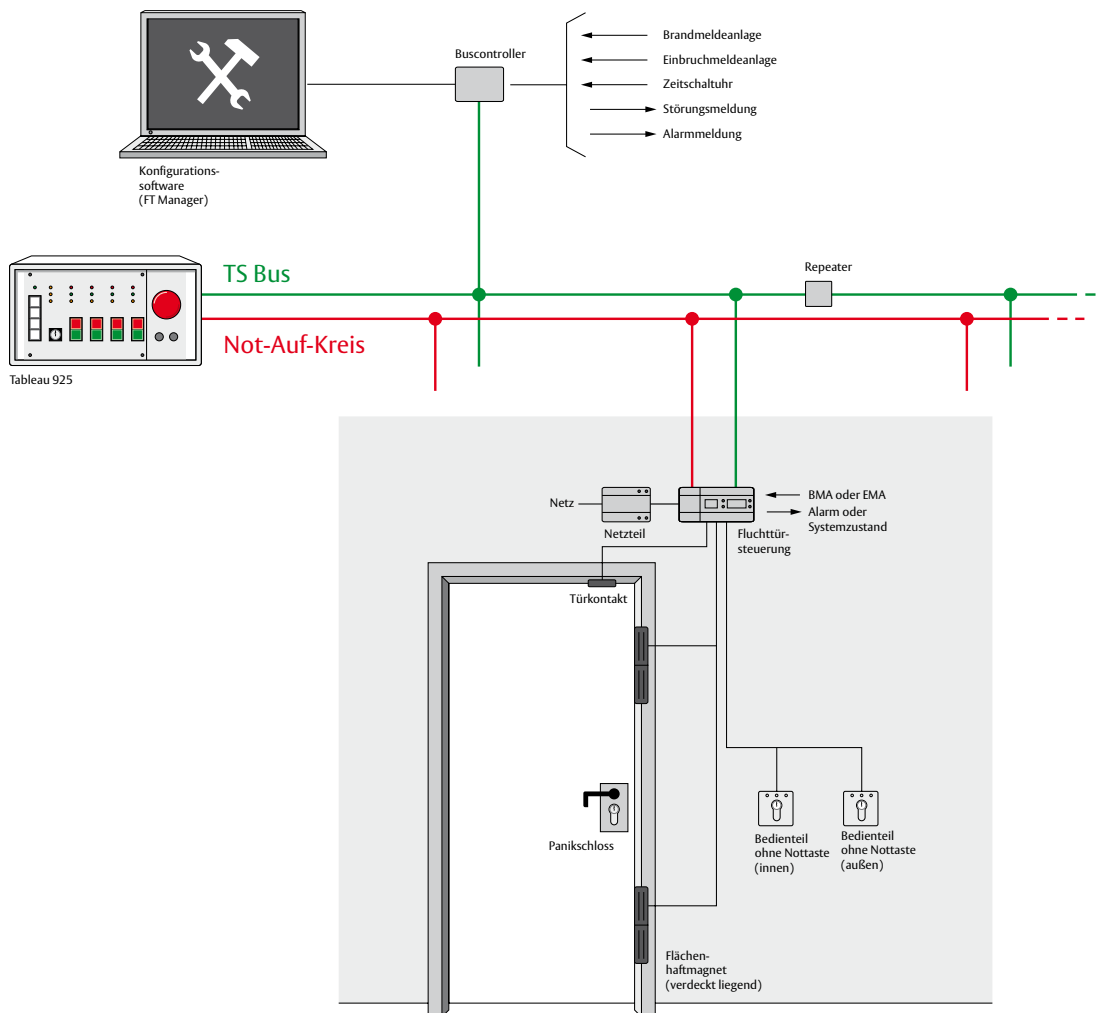 Buscontroller
Brandmeldeanlage
Einbruchmeldeanlage
Zeitschaltuhr
Störungsmeldung
Alarmmeldung
Konfigurations-
software
(FT Manager)
TS Bus
Repeater
Not-Auf-Kreis
Tableau 925
Netz
Netzteil
Fluchttür-
steuerung
BMA oder EMA
Alarm oder
Systemzustand
Türkontakt
Panikschloss
Bedienteil
ohne Nottaste
(innen)
Bedienteil
ohne Nottaste
(außen)
Flächen-
haftmagnet
(verdeckt liegend)